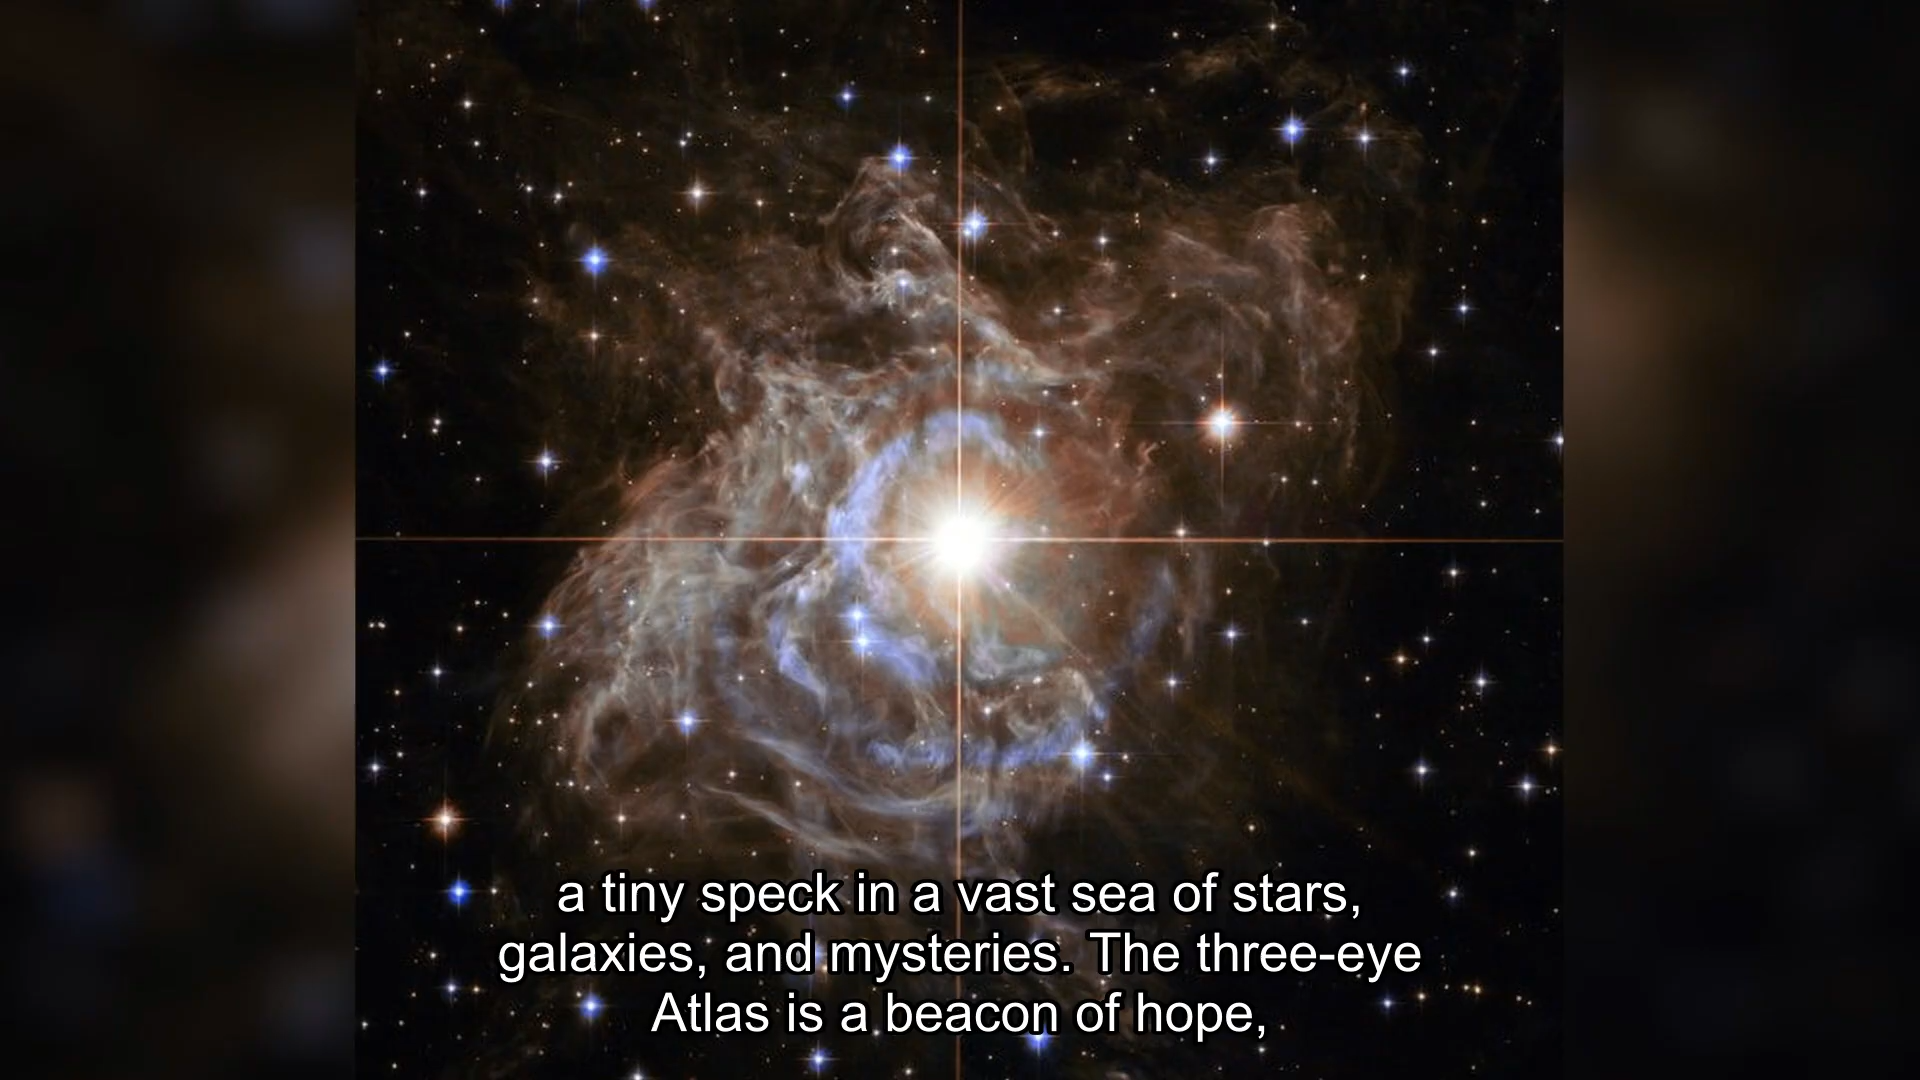 a tiny speck in a vast sea of stars,
galaxies, and mysteries. The three-eye
Atlas is a beacon of hope,